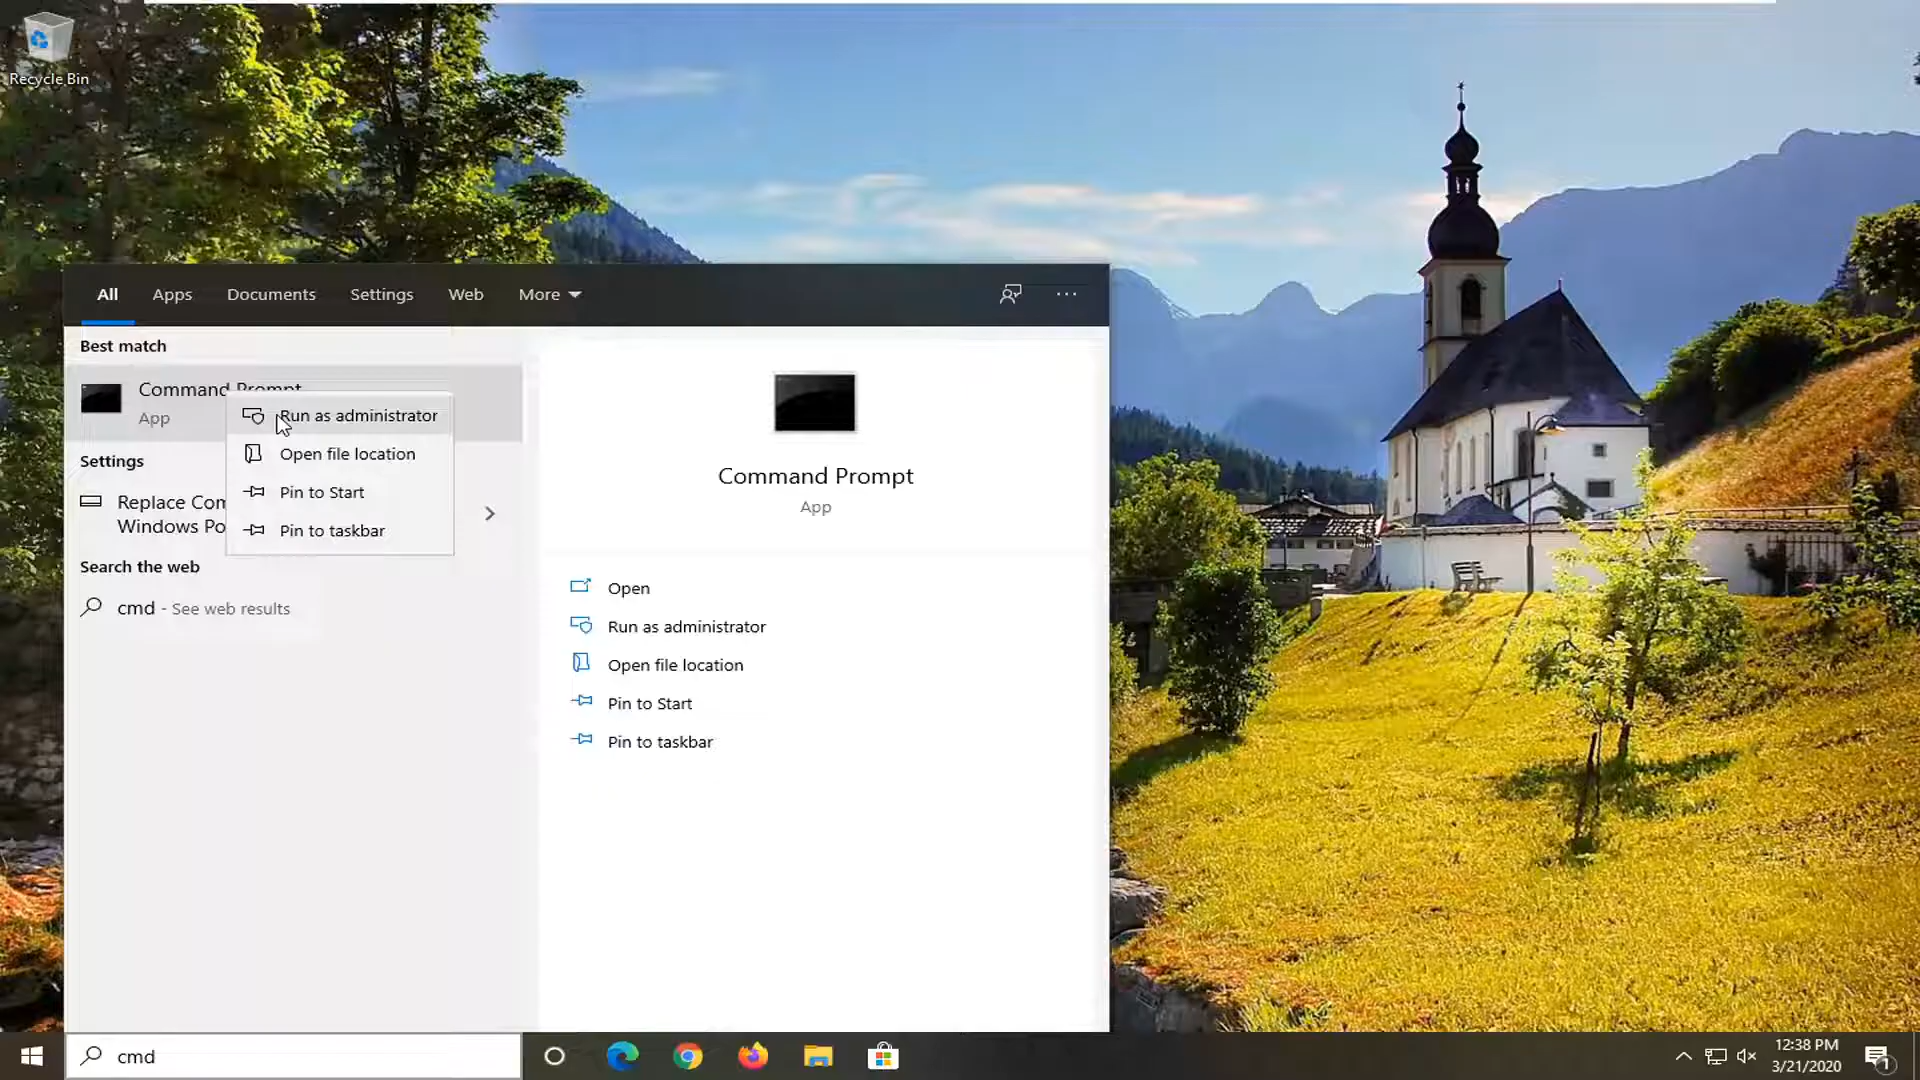 Recycle Bin
All Apps Documents Settings Web More
Best match
Command Prompt
App
Run as administrator
Open file location
Pin to Start
Pin to taskbar
Settings
Replace Com
Windows Po
Search the web
cmd - See web results
Command Prompt
App
Open
Run as administrator
Open file location
Pin to Start
Pin to taskbar
cmd
12:38 PM
3/21/2020
1